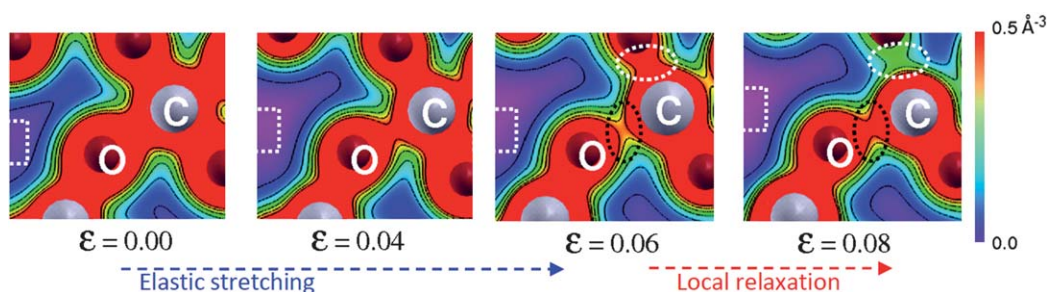 0.5 Å⁻³
C
O
C
O
C
O
C
O
0.0
ε = 0.00
ε = 0.04
ε = 0.06
ε = 0.08
Elastic stretching
Local relaxation